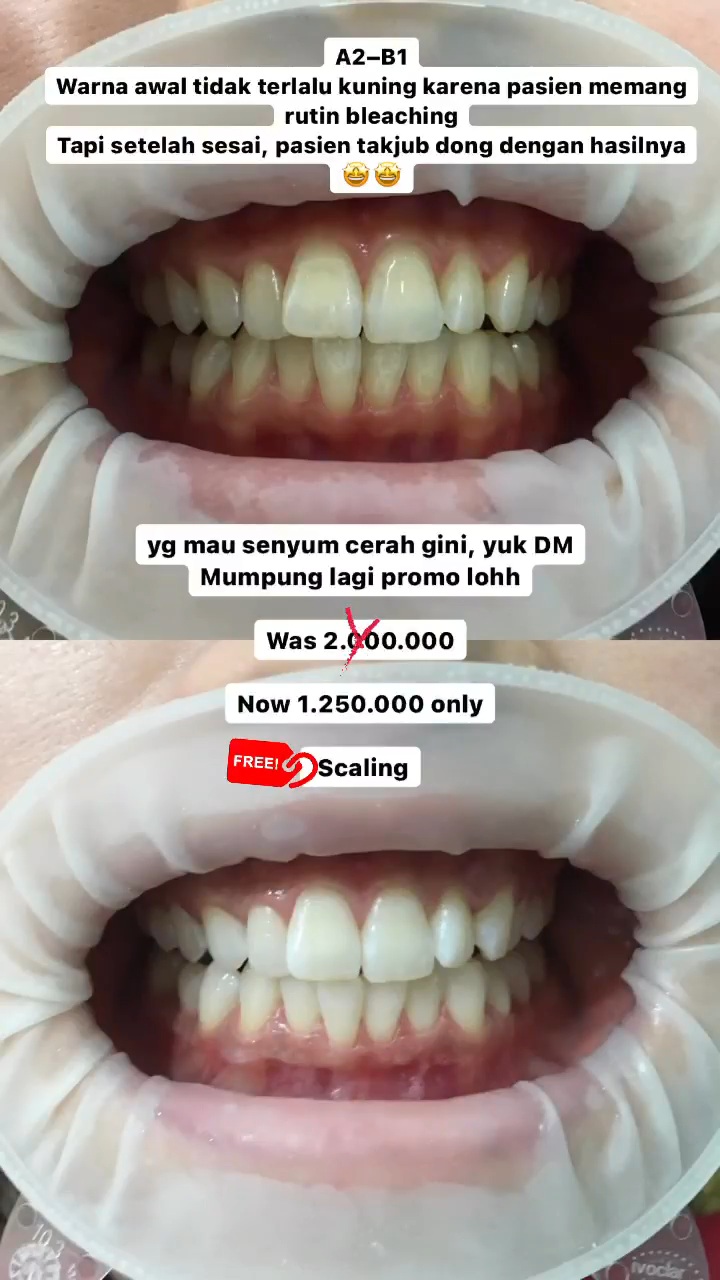 A2–B1
Warna awal tidak terlalu kuning karena pasien memang
rutin bleaching
Tapi setelah sesai, pasien takjub dong dengan hasilnya
🤩🤩
yg mau senyum cerah gini, yuk DM
Mumpung lagi promo lohh
Was 2.000.000
Now 1.250.000 only
FREE! Scaling
ivoclar